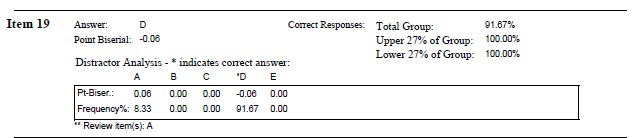 Item 19 Answer: D Correct Responses: Total Group: 91.67%
Point Biserial: -0.06 Upper 27% of Group: 100.00%
Lower 27% of Group: 100.00%
Distractor Analysis - * indicates correct answer:
A B C *D E
Pt-Biser.: 0.06 0.00 0.00 -0.06 0.00
Frequency%: 8.33 0.00 0.00 91.67 0.00
** Review item(s): A